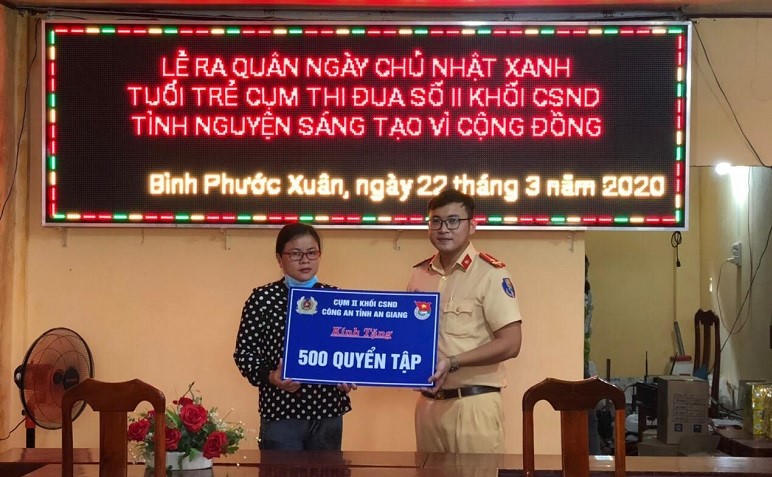 LỄ RA QUÂN NGÀY CHỦ NHẬT XANH
TUỔI TRẺ CỤM THI ĐUA SỐ II KHỐI CSND
TÌNH NGUYỆN SÁNG TẠO VÌ CỘNG ĐỒNG
Bình Phước Xuân, ngày 22 tháng 3 năm 2020
CỤM II KHỐI CSND
CÔNG AN TỈNH AN GIANG
Kính Tặng
500 QUYỂN TẬP